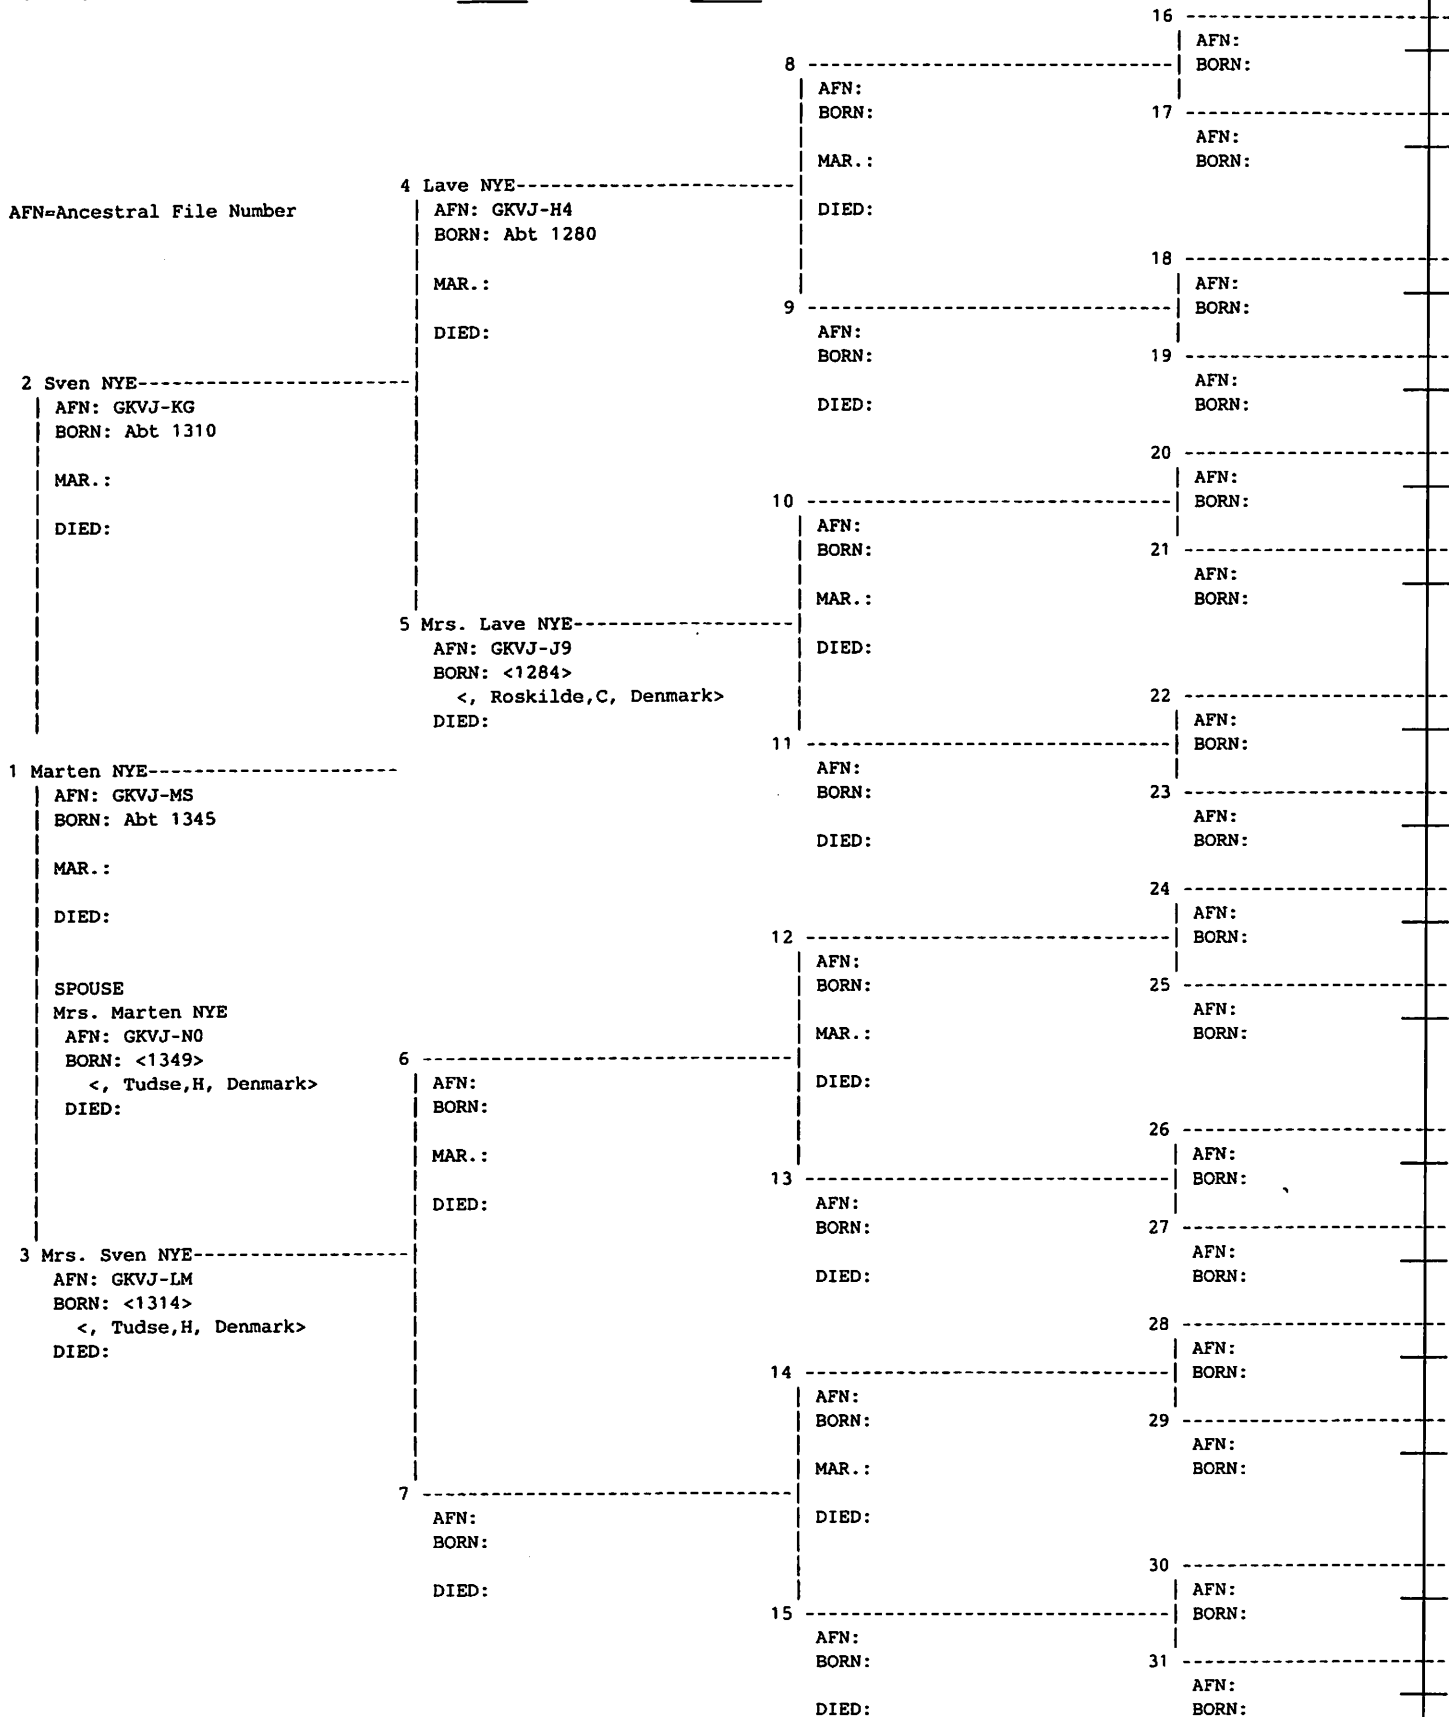 AFN=Ancestral File Number
1 Marten NYE
AFN: GKVJ-MS
BORN: Abt 1345
MAR.:
DIED:
SPOUSE
Mrs. Marten NYE
AFN: GKVJ-N0
BORN: <1349>
<, Tudse,H, Denmark>
DIED:
2 Sven NYE
AFN: GKVJ-KG
BORN: Abt 1310
MAR.:
DIED:
3 Mrs. Sven NYE
AFN: GKVJ-LM
BORN: <1314>
<, Tudse,H, Denmark>
DIED:
4 Lave NYE
AFN: GKVJ-H4
BORN: Abt 1280
MAR.:
DIED:
5 Mrs. Lave NYE
AFN: GKVJ-J9
BORN: <1284>
<, Roskilde,C, Denmark>
DIED:
6
AFN:
BORN:
MAR.:
DIED:
7
AFN:
BORN:
DIED:
8
AFN:
BORN:
MAR.:
DIED:
9
AFN:
BORN:
DIED:
10
AFN:
BORN:
MAR.:
DIED:
11
AFN:
BORN:
DIED:
12
AFN:
BORN:
MAR.:
DIED:
13
AFN:
BORN:
DIED:
14
AFN:
BORN:
MAR.:
DIED:
15
AFN:
BORN:
DIED:
16
AFN:
BORN:
17
AFN:
BORN:
18
AFN:
BORN:
19
AFN:
BORN:
20
AFN:
BORN:
21
AFN:
BORN:
22
AFN:
BORN:
23
AFN:
BORN:
24
AFN:
BORN:
25
AFN:
BORN:
26
AFN:
BORN:
27
AFN:
BORN:
28
AFN:
BORN:
29
AFN:
BORN:
30
AFN:
BORN:
31
AFN:
BORN: